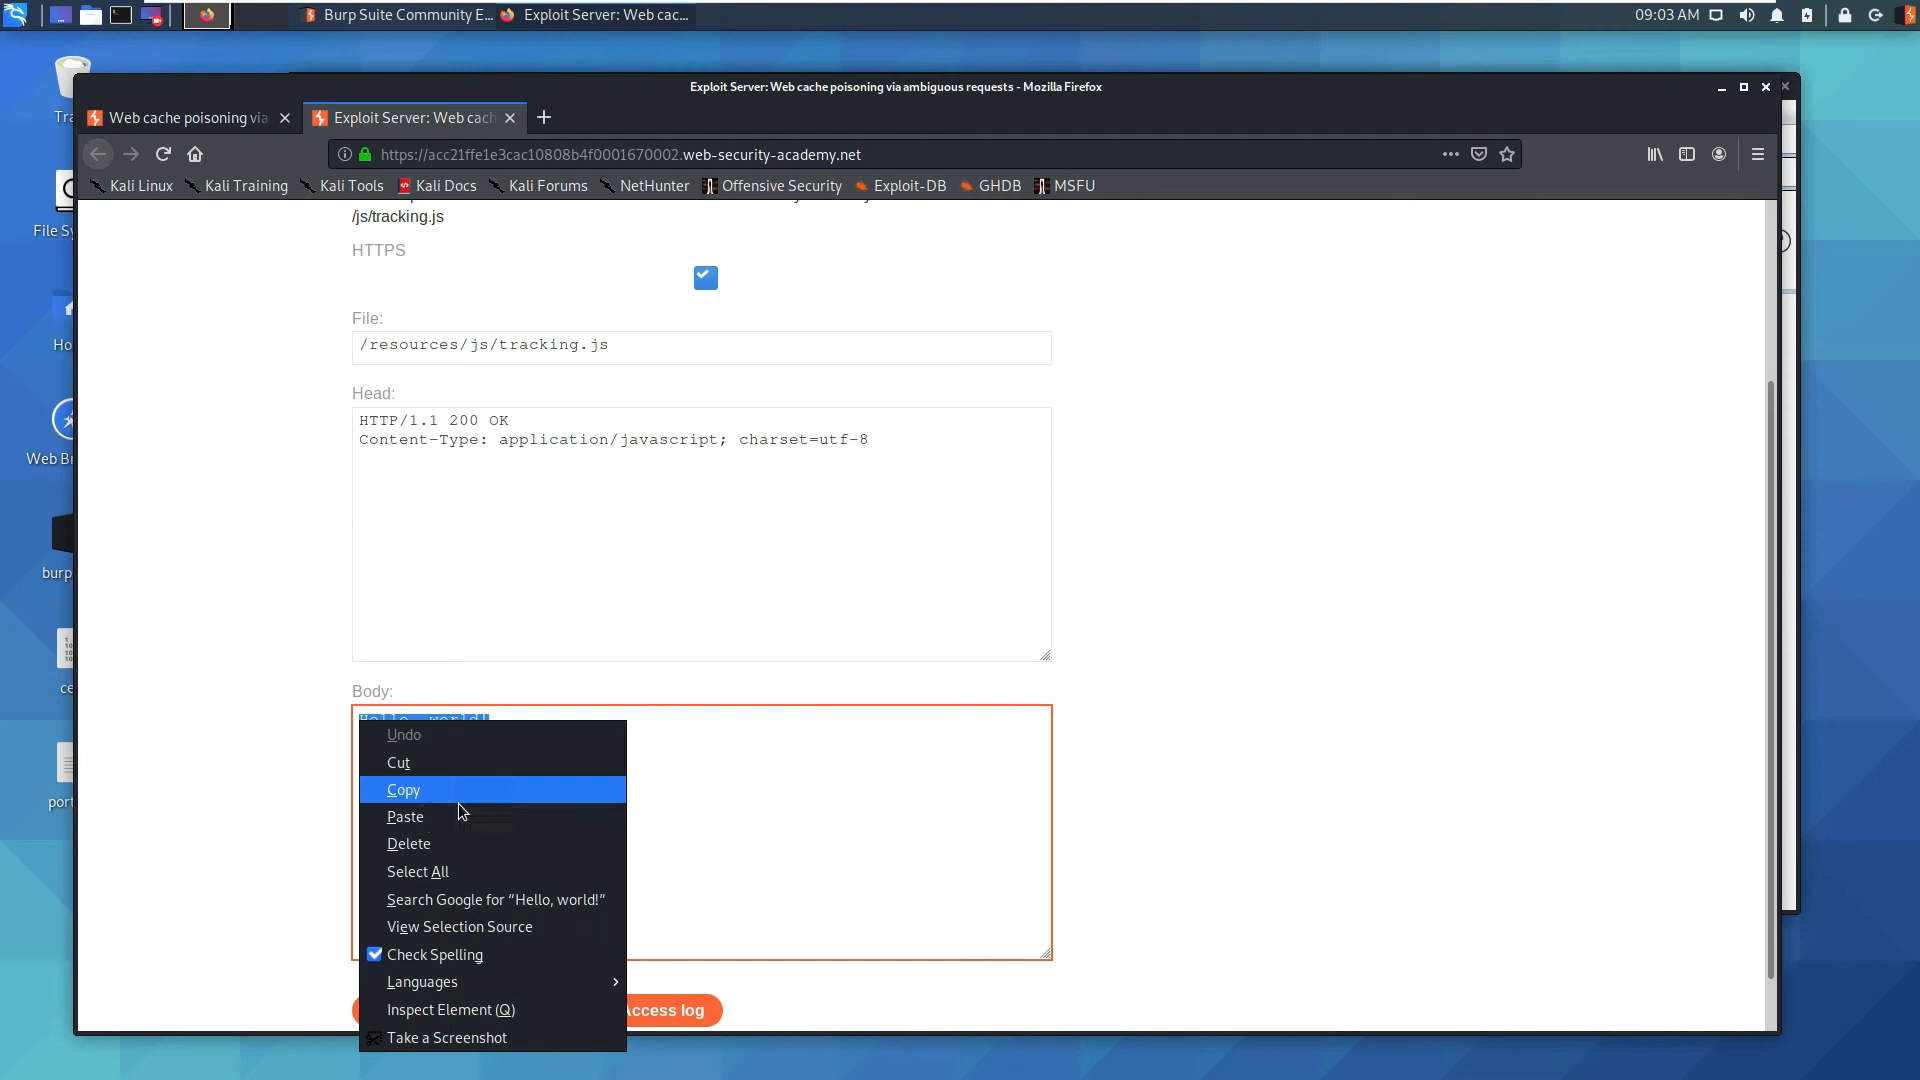 Burp Suite Community E...
Exploit Server: Web cac...
09:03 AM
Exploit Server: Web cache poisoning via ambiguous requests - Mozilla Firefox
Web cache poisoning via
Exploit Server: Web cach
https://acc21ffe1e3cac10808b4f0001670002.web-security-academy.net
Kali Linux
Kali Training
Kali Tools
Kali Docs
Kali Forums
NetHunter
Offensive Security
Exploit-DB
GHDB
MSFU
Tra
File Sy
Ho
Web Br
burp
ce
port
/js/tracking.js
HTTPS
File:
/resources/js/tracking.js
Head:
HTTP/1.1 200 OK
Content-Type: application/javascript; charset=utf-8
Body:
Undo
Cut
Copy
Paste
Delete
Select All
Search Google for “Hello, world!”
View Selection Source
Check Spelling
Languages
Inspect Element (Q)
Take a Screenshot
Access log